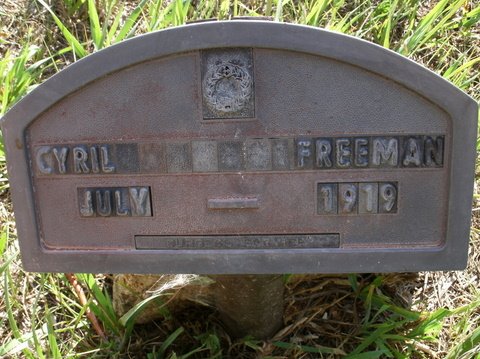 CYRIL FREEMAN
JULY — 1919